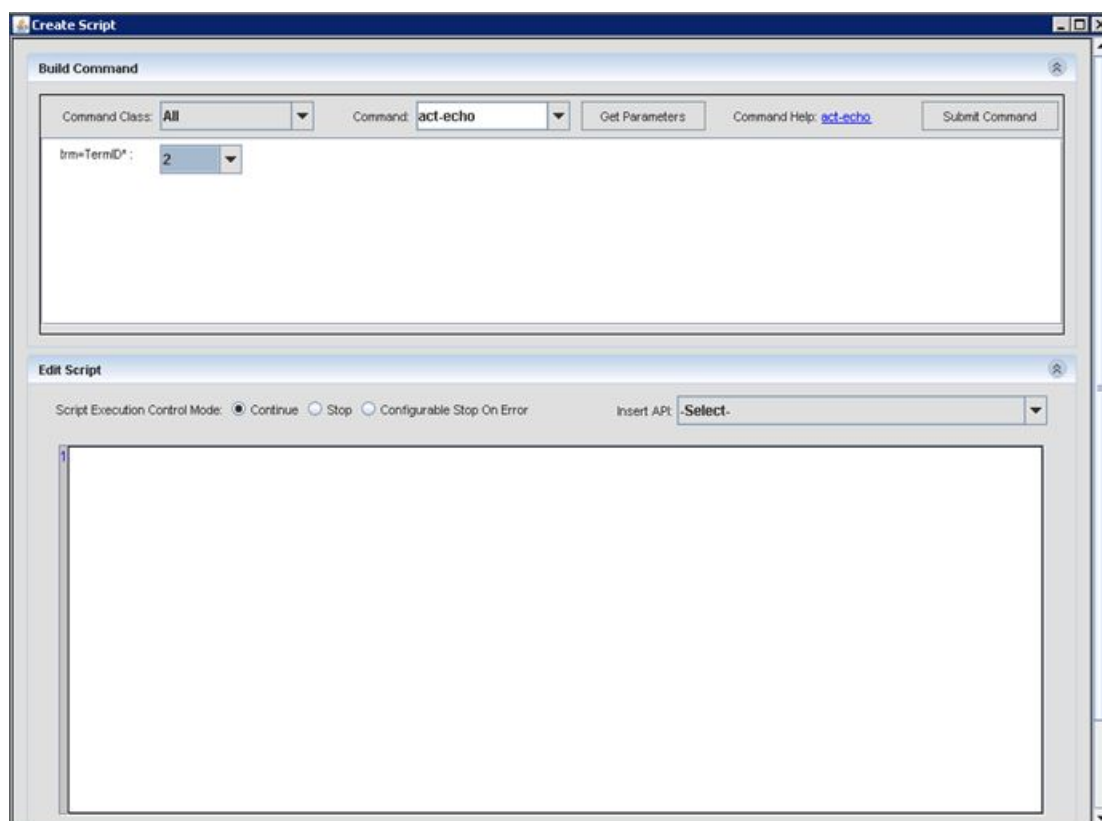 Create Script
Build Command
Command Class: All Command: act-echo Get Parameters Command Help: act-echo Submit Command
trm=TermID* : 2
Edit Script
Script Execution Control Mode: Continue Stop Configurable Stop On Error Insert API: -Select-
1